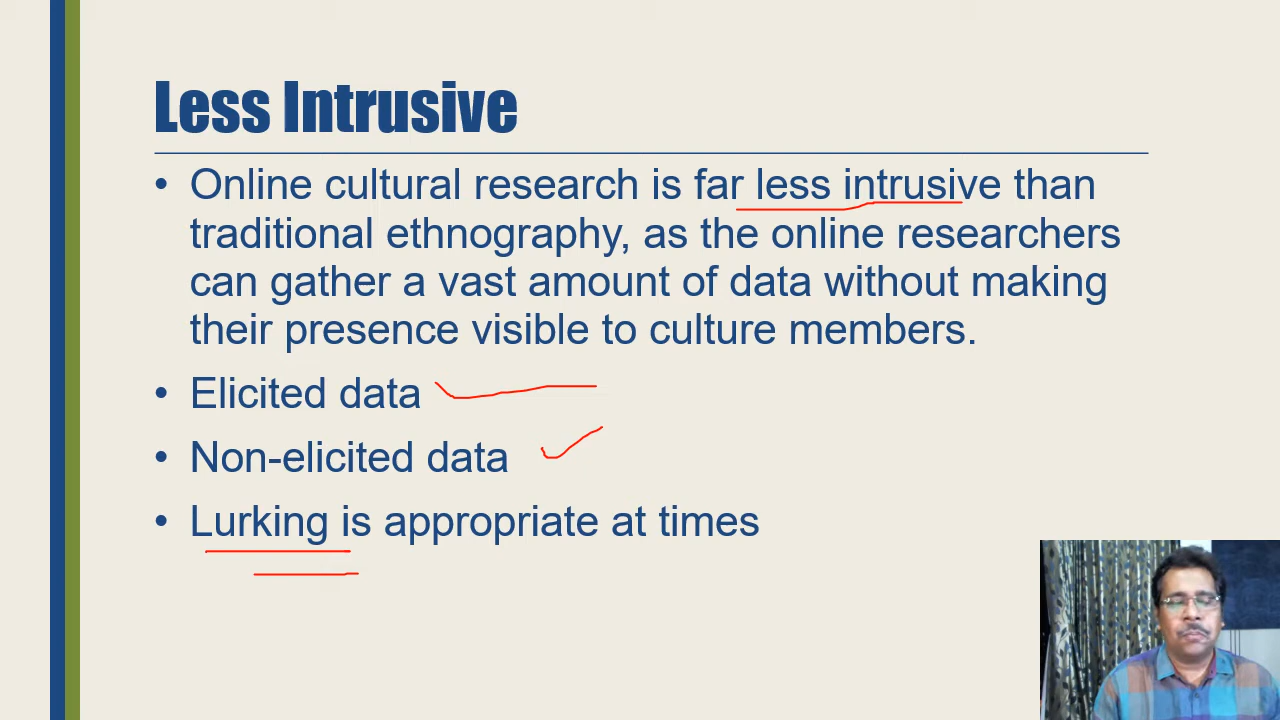 Less Intrusive
• Online cultural research is far less intrusive than
traditional ethnography, as the online researchers
can gather a vast amount of data without making
their presence visible to culture members.
• Elicited data
• Non-elicited data
• Lurking is appropriate at times